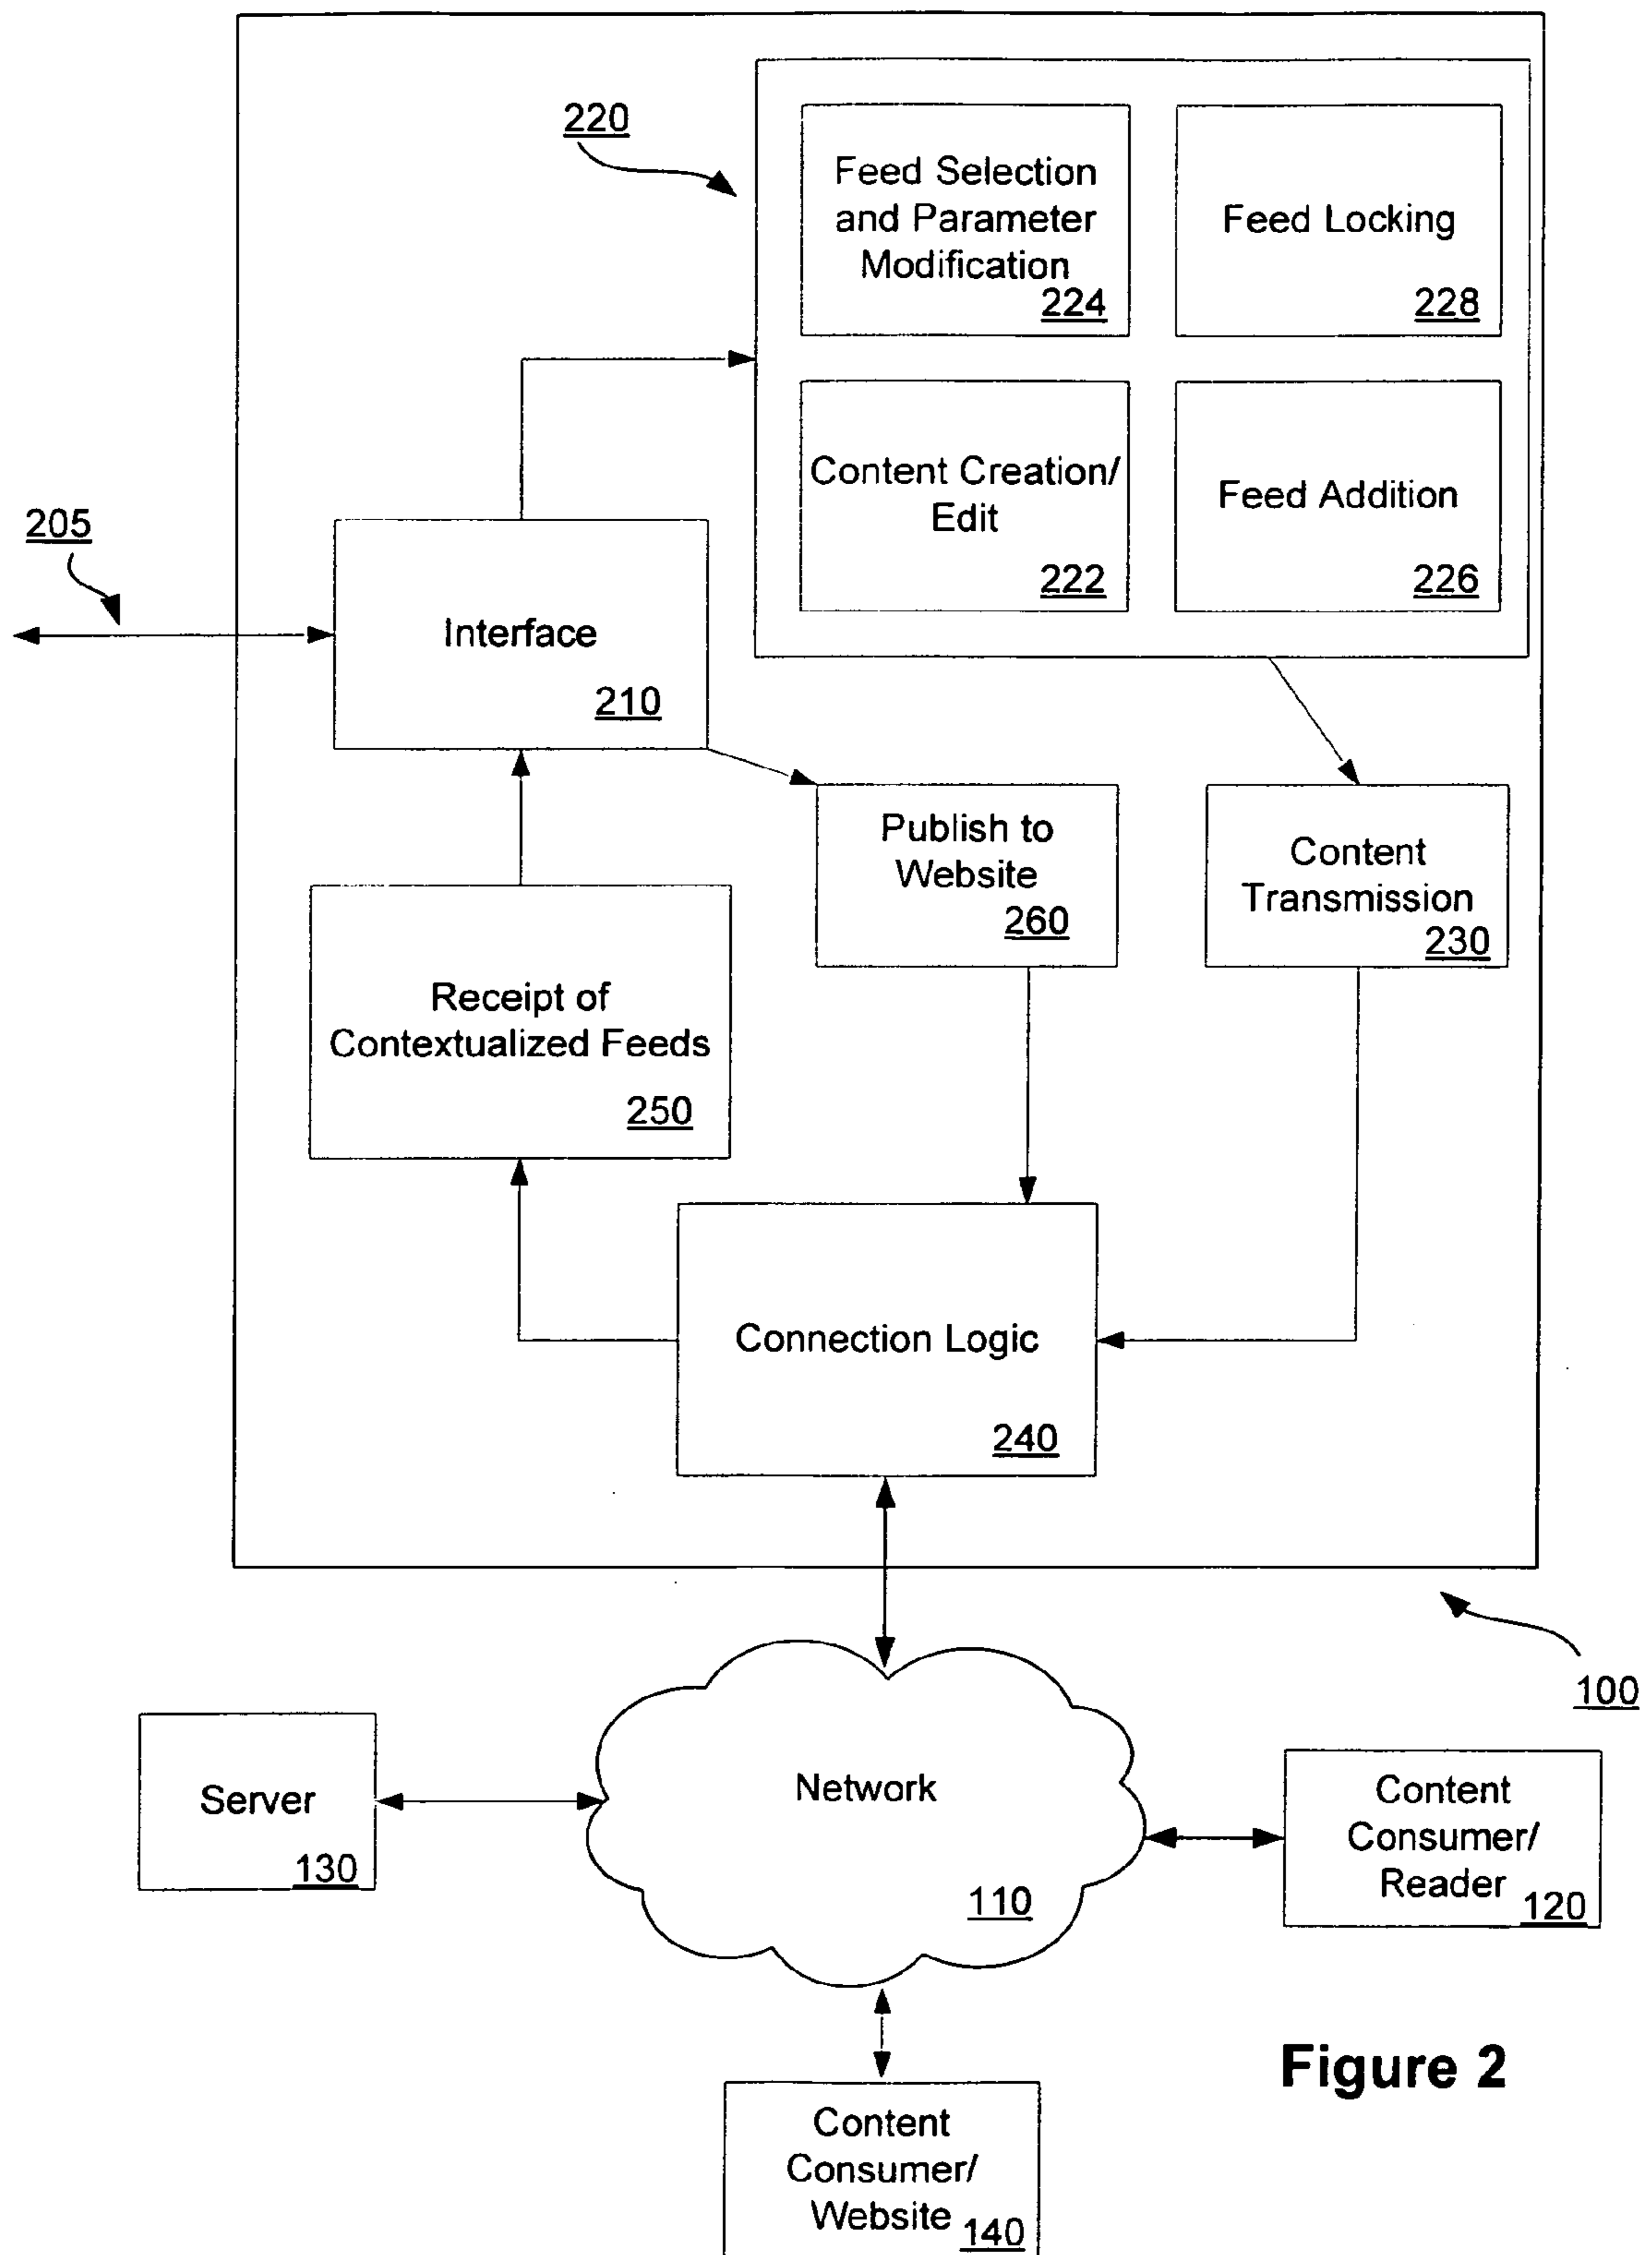 220
Feed Selection
and Parameter
Modification
224
Feed Locking
228
Content Creation/
Edit
222
Feed Addition
226
205
Interface
210
Publish to
Website
260
Content
Transmission
230
Receipt of
Contextualized Feeds
250
Connection Logic
240
100
Server
130
Network
110
Content
Consumer/
Reader
120
Figure 2
Content
Consumer/
Website
140